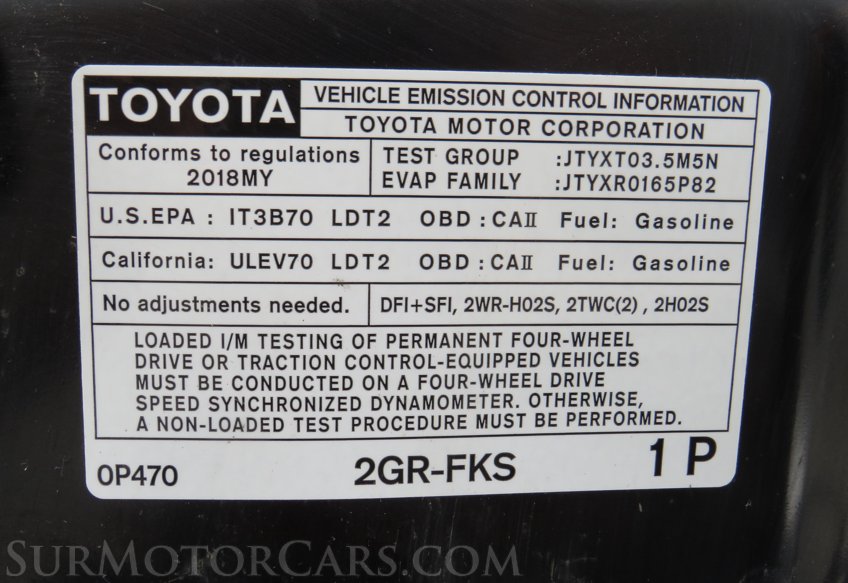 TOYOTA
VEHICLE EMISSION CONTROL INFORMATION
TOYOTA MOTOR CORPORATION
Conforms to regulations
2018MY
TEST GROUP :JTYXT03.5M5N
EVAP FAMILY :JTYXR0165P82
U.S.EPA : IT3B70 LDT2 OBD : CAⅡ Fuel: Gasoline
California: ULEV70 LDT2 OBD : CAⅡ Fuel: Gasoline
No adjustments needed.
DFI+SFI, 2WR-HO2S, 2TWC(2) , 2HO2S
LOADED I/M TESTING OF PERMANENT FOUR-WHEEL
DRIVE OR TRACTION CONTROL-EQUIPPED VEHICLES
MUST BE CONDUCTED ON A FOUR-WHEEL DRIVE
SPEED SYNCHRONIZED DYNAMOMETER. OTHERWISE,
A NON-LOADED TEST PROCEDURE MUST BE PERFORMED.
0P470
2GR-FKS
1 P
SURMOTORCARS.COM